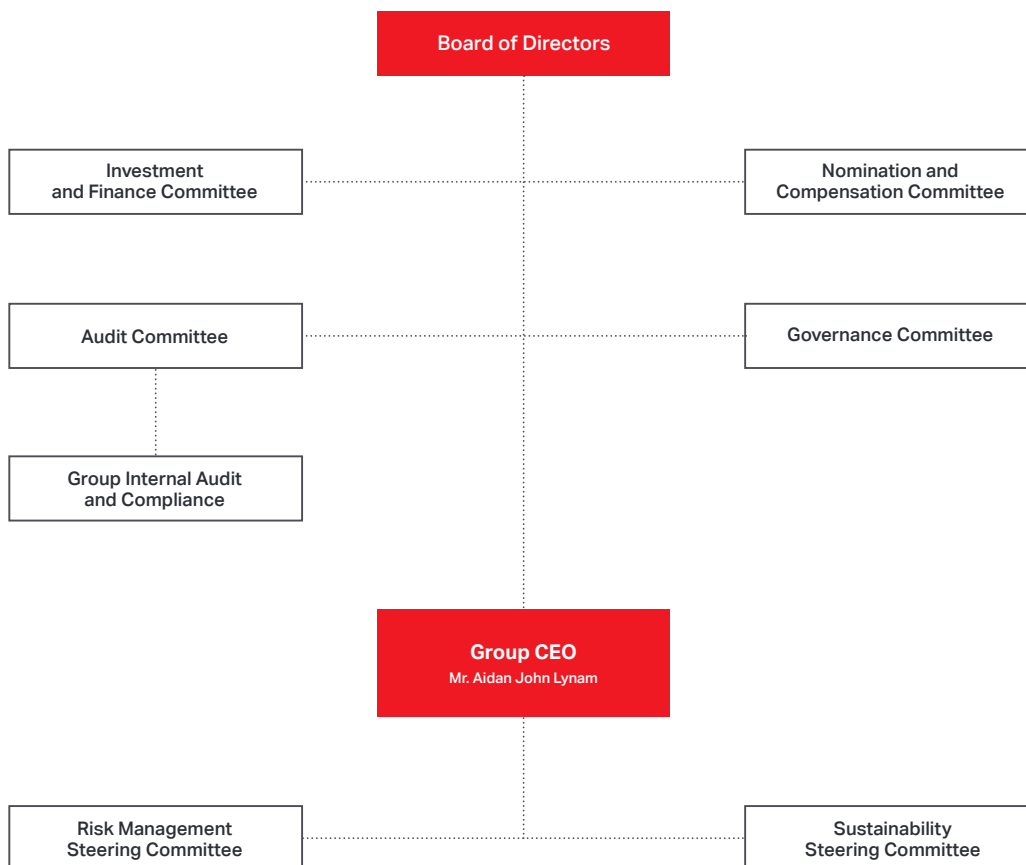 Board of Directors
Investment
and Finance Committee
Nomination and
Compensation Committee
Audit Committee
Governance Committee
Group Internal Audit
and Compliance
Group CEO
Mr. Aidan John Lynam
Risk Management
Steering Committee
Sustainability
Steering Committee